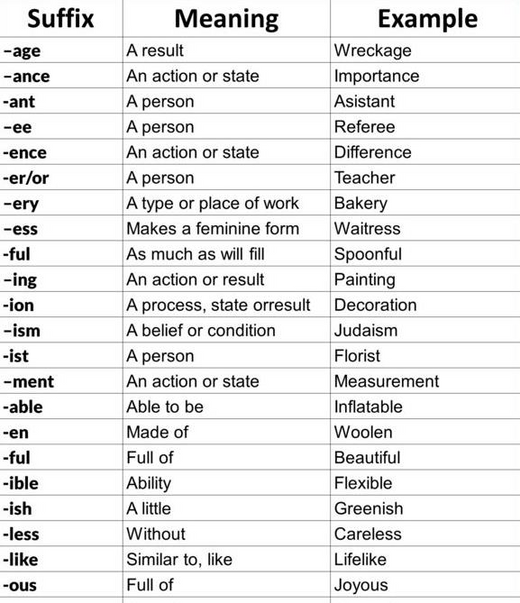 Suffix Meaning Example
–age A result Wreckage
–ance An action or state Importance
-ant A person Asistant
–ee A person Referee
-ence An action or state Difference
-er/or A person Teacher
–ery A type or place of work Bakery
–ess Makes a feminine form Waitress
-ful As much as will fill Spoonful
–ing An action or result Painting
-ion A process, state orresult Decoration
–ism A belief or condition Judaism
-ist A person Florist
–ment An action or state Measurement
-able Able to be Inflatable
-en Made of Woolen
-ful Full of Beautiful
-ible Ability Flexible
-ish A little Greenish
-less Without Careless
-like Similar to, like Lifelike
-ous Full of Joyous